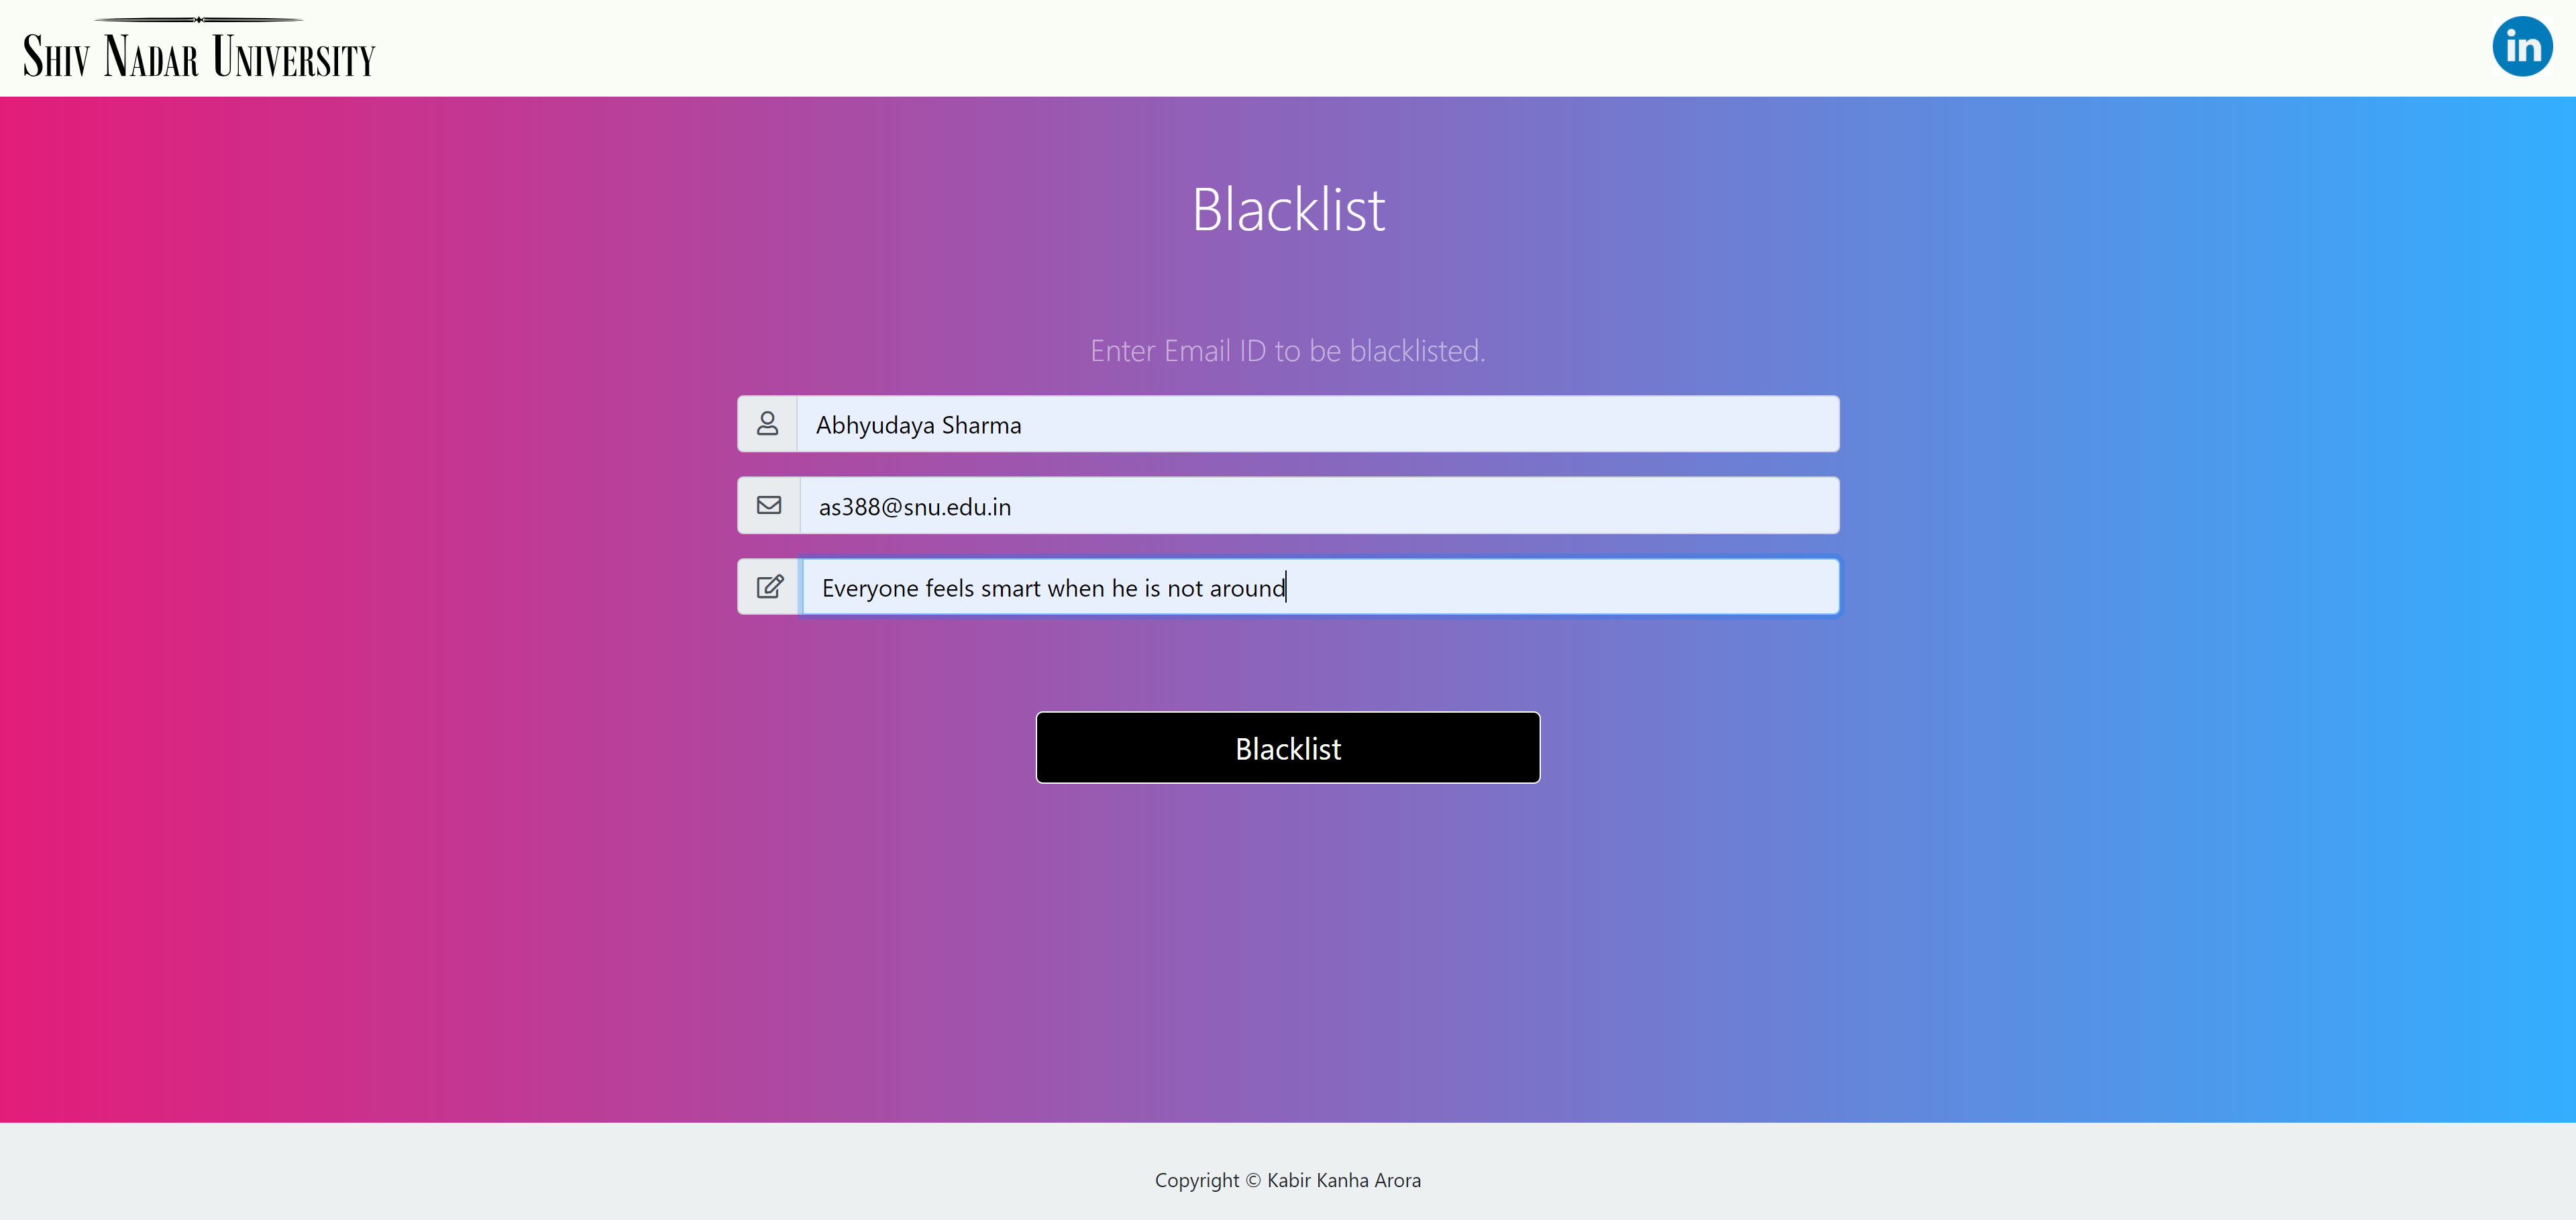 Shiv Nadar University
in
Blacklist
Enter Email ID to be blacklisted.
Abhyudaya Sharma
as388@snu.edu.in
Everyone feels smart when he is not around
Blacklist
Copyright © Kabir Kanha Arora